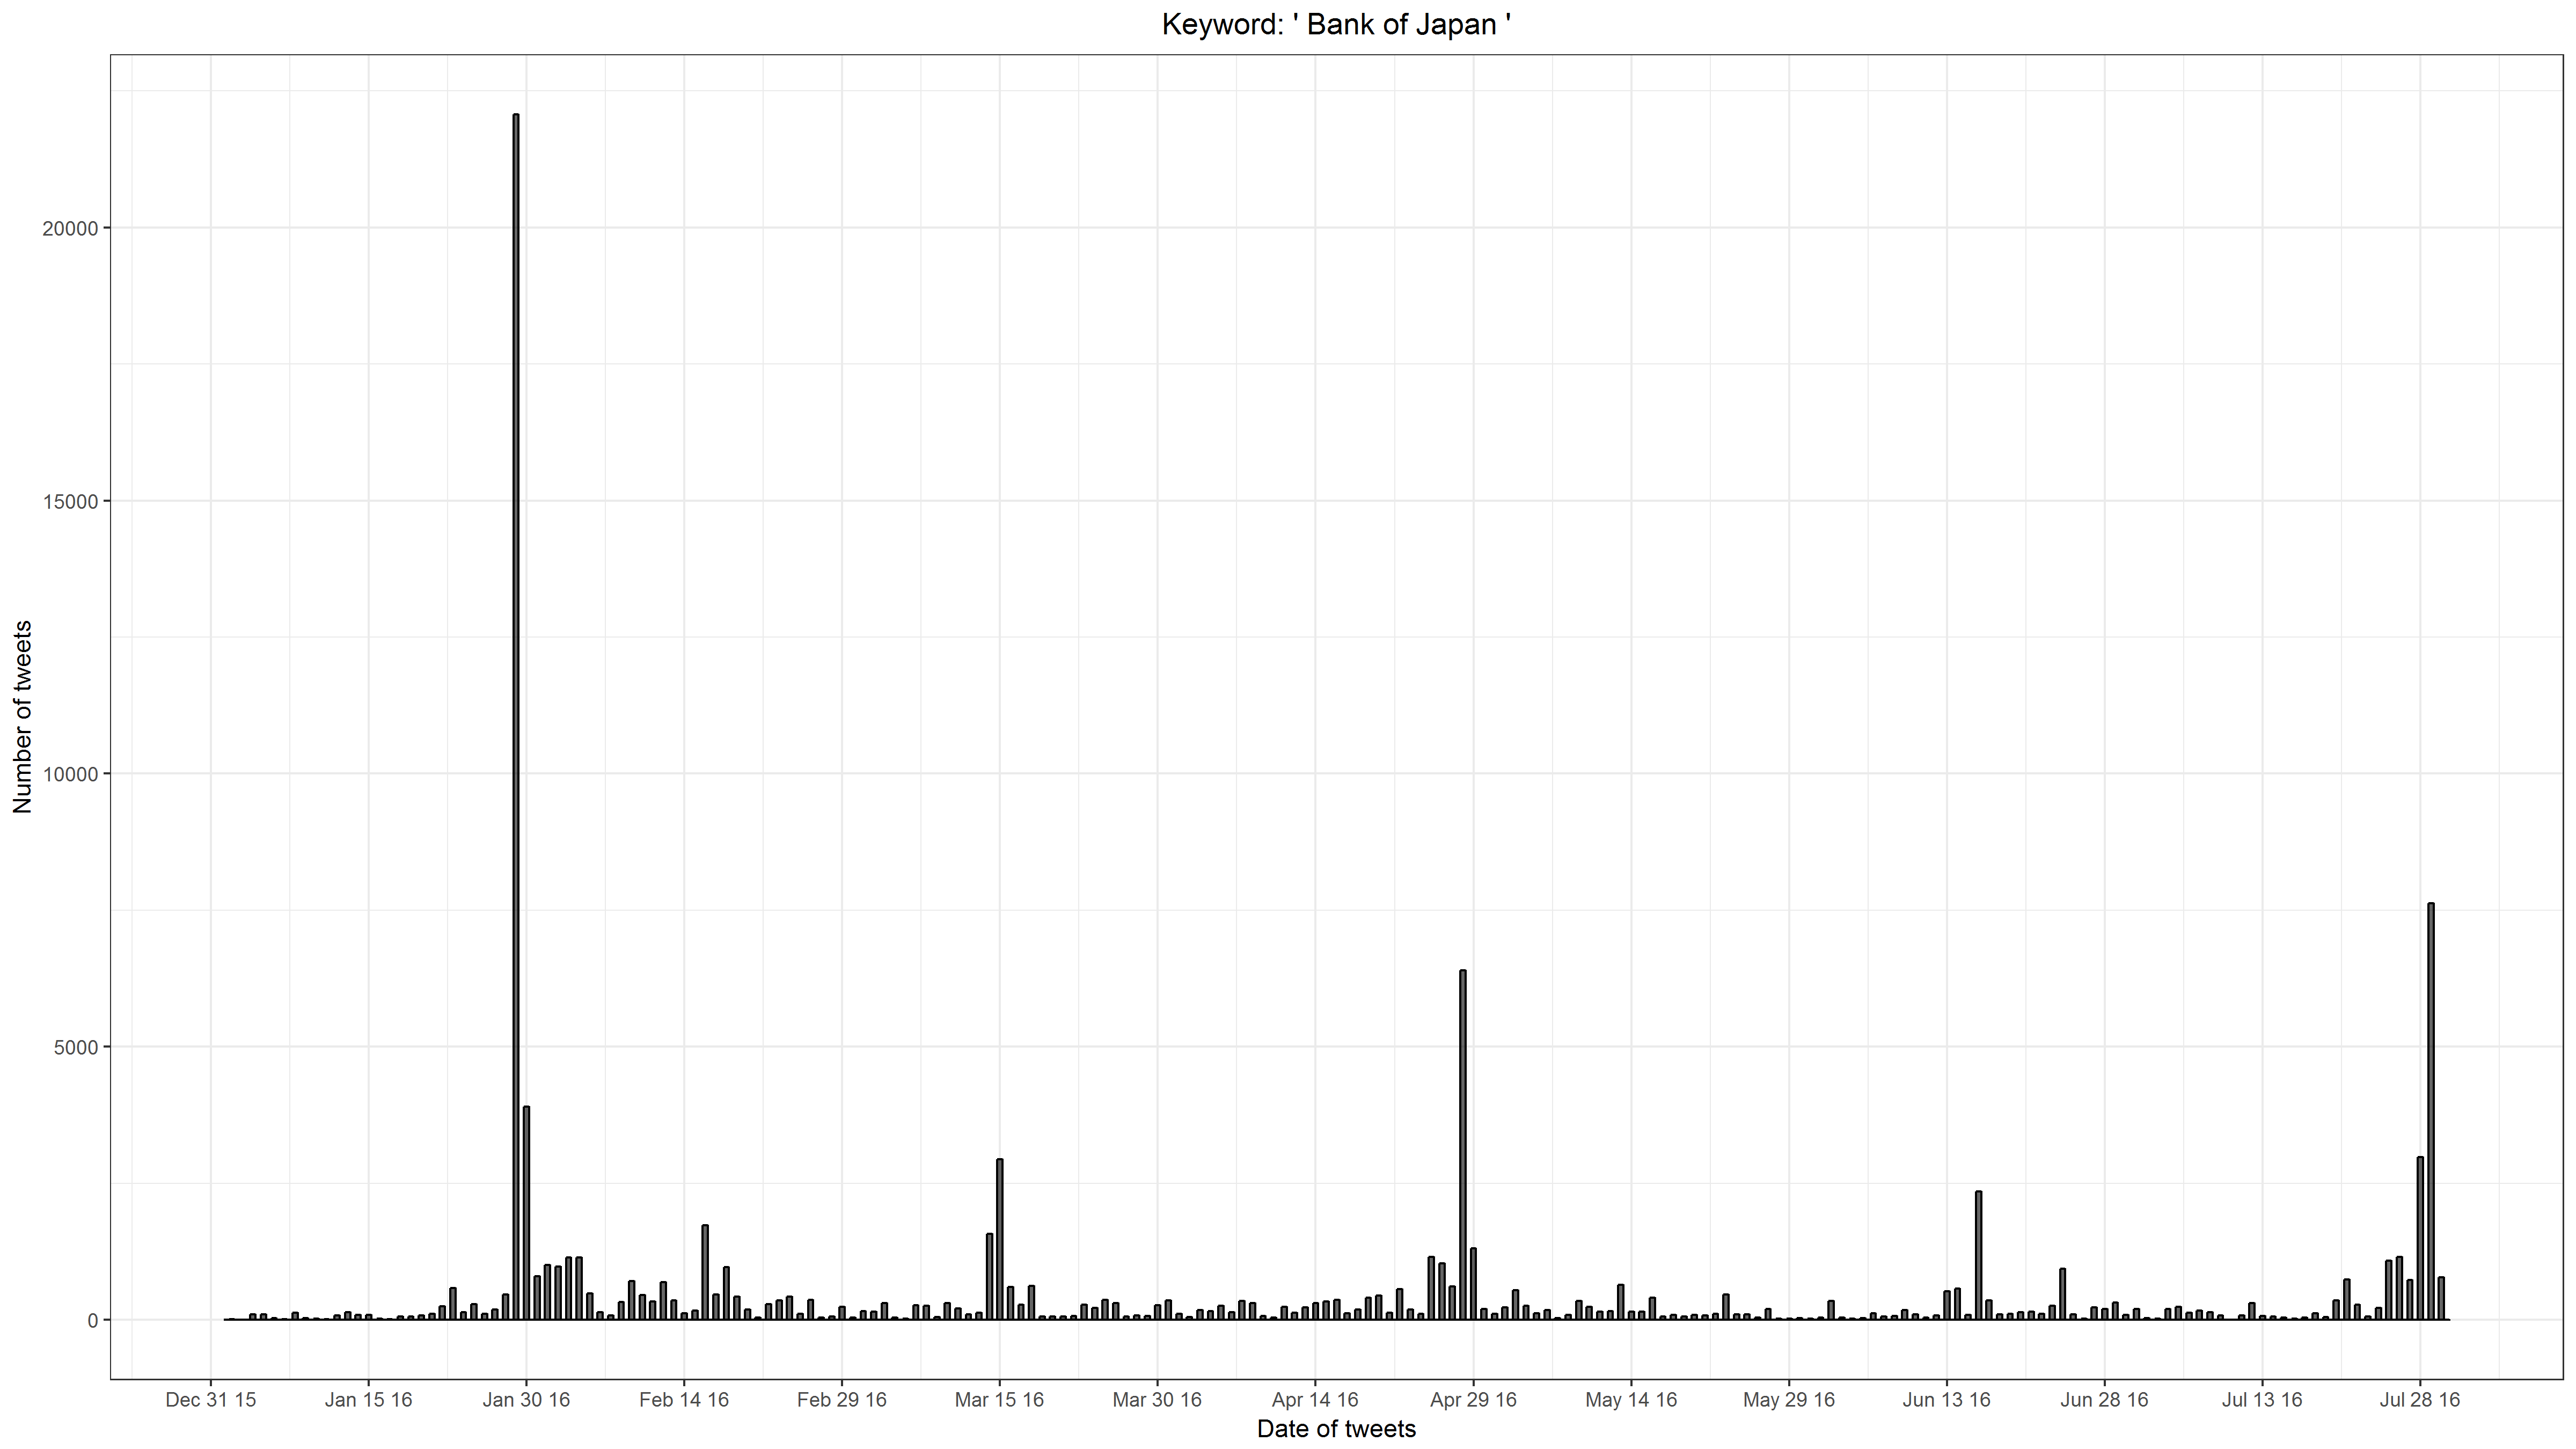 Keyword: ' Bank of Japan '
Number of tweets
20000
15000
10000
5000
0
Dec 31 15 Jan 15 16 Jan 30 16 Feb 14 16 Feb 29 16 Mar 15 16 Mar 30 16 Apr 14 16 Apr 29 16 May 14 16 May 29 16 Jun 13 16 Jun 28 16 Jul 13 16 Jul 28 16
Date of tweets